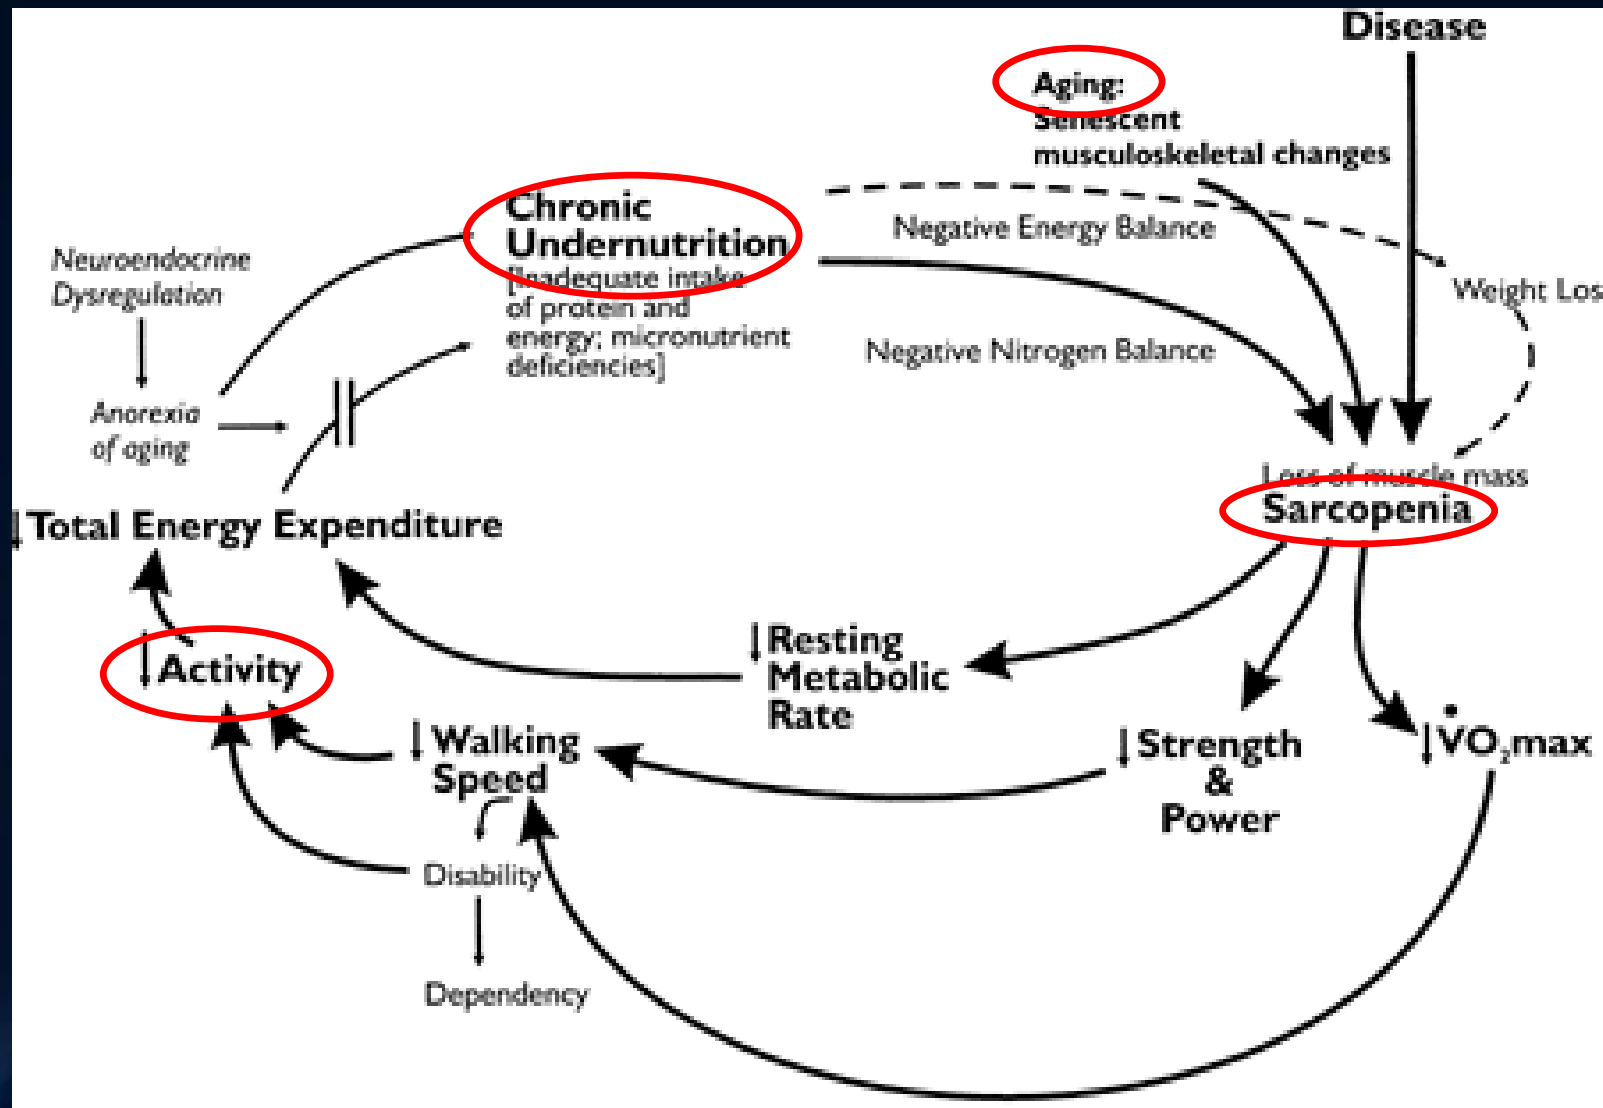 Disease
Aging:
Senescent
musculoskeletal changes
Chronic
Undernutrition
[Inadequate intake
of protein and
energy; micronutrient
deficiencies]
Negative Energy Balance
Neuroendocrine
Dysregulation
Weight Los
Negative Nitrogen Balance
Anorexia
of aging
Loss of muscle mass
Sarcopenia
↓Total Energy Expenditure
↓Resting
Metabolic
Rate
↓Activity
↓Walking
Speed
↓Strength
&
Power
↓V̇O₂max
Disability
Dependency